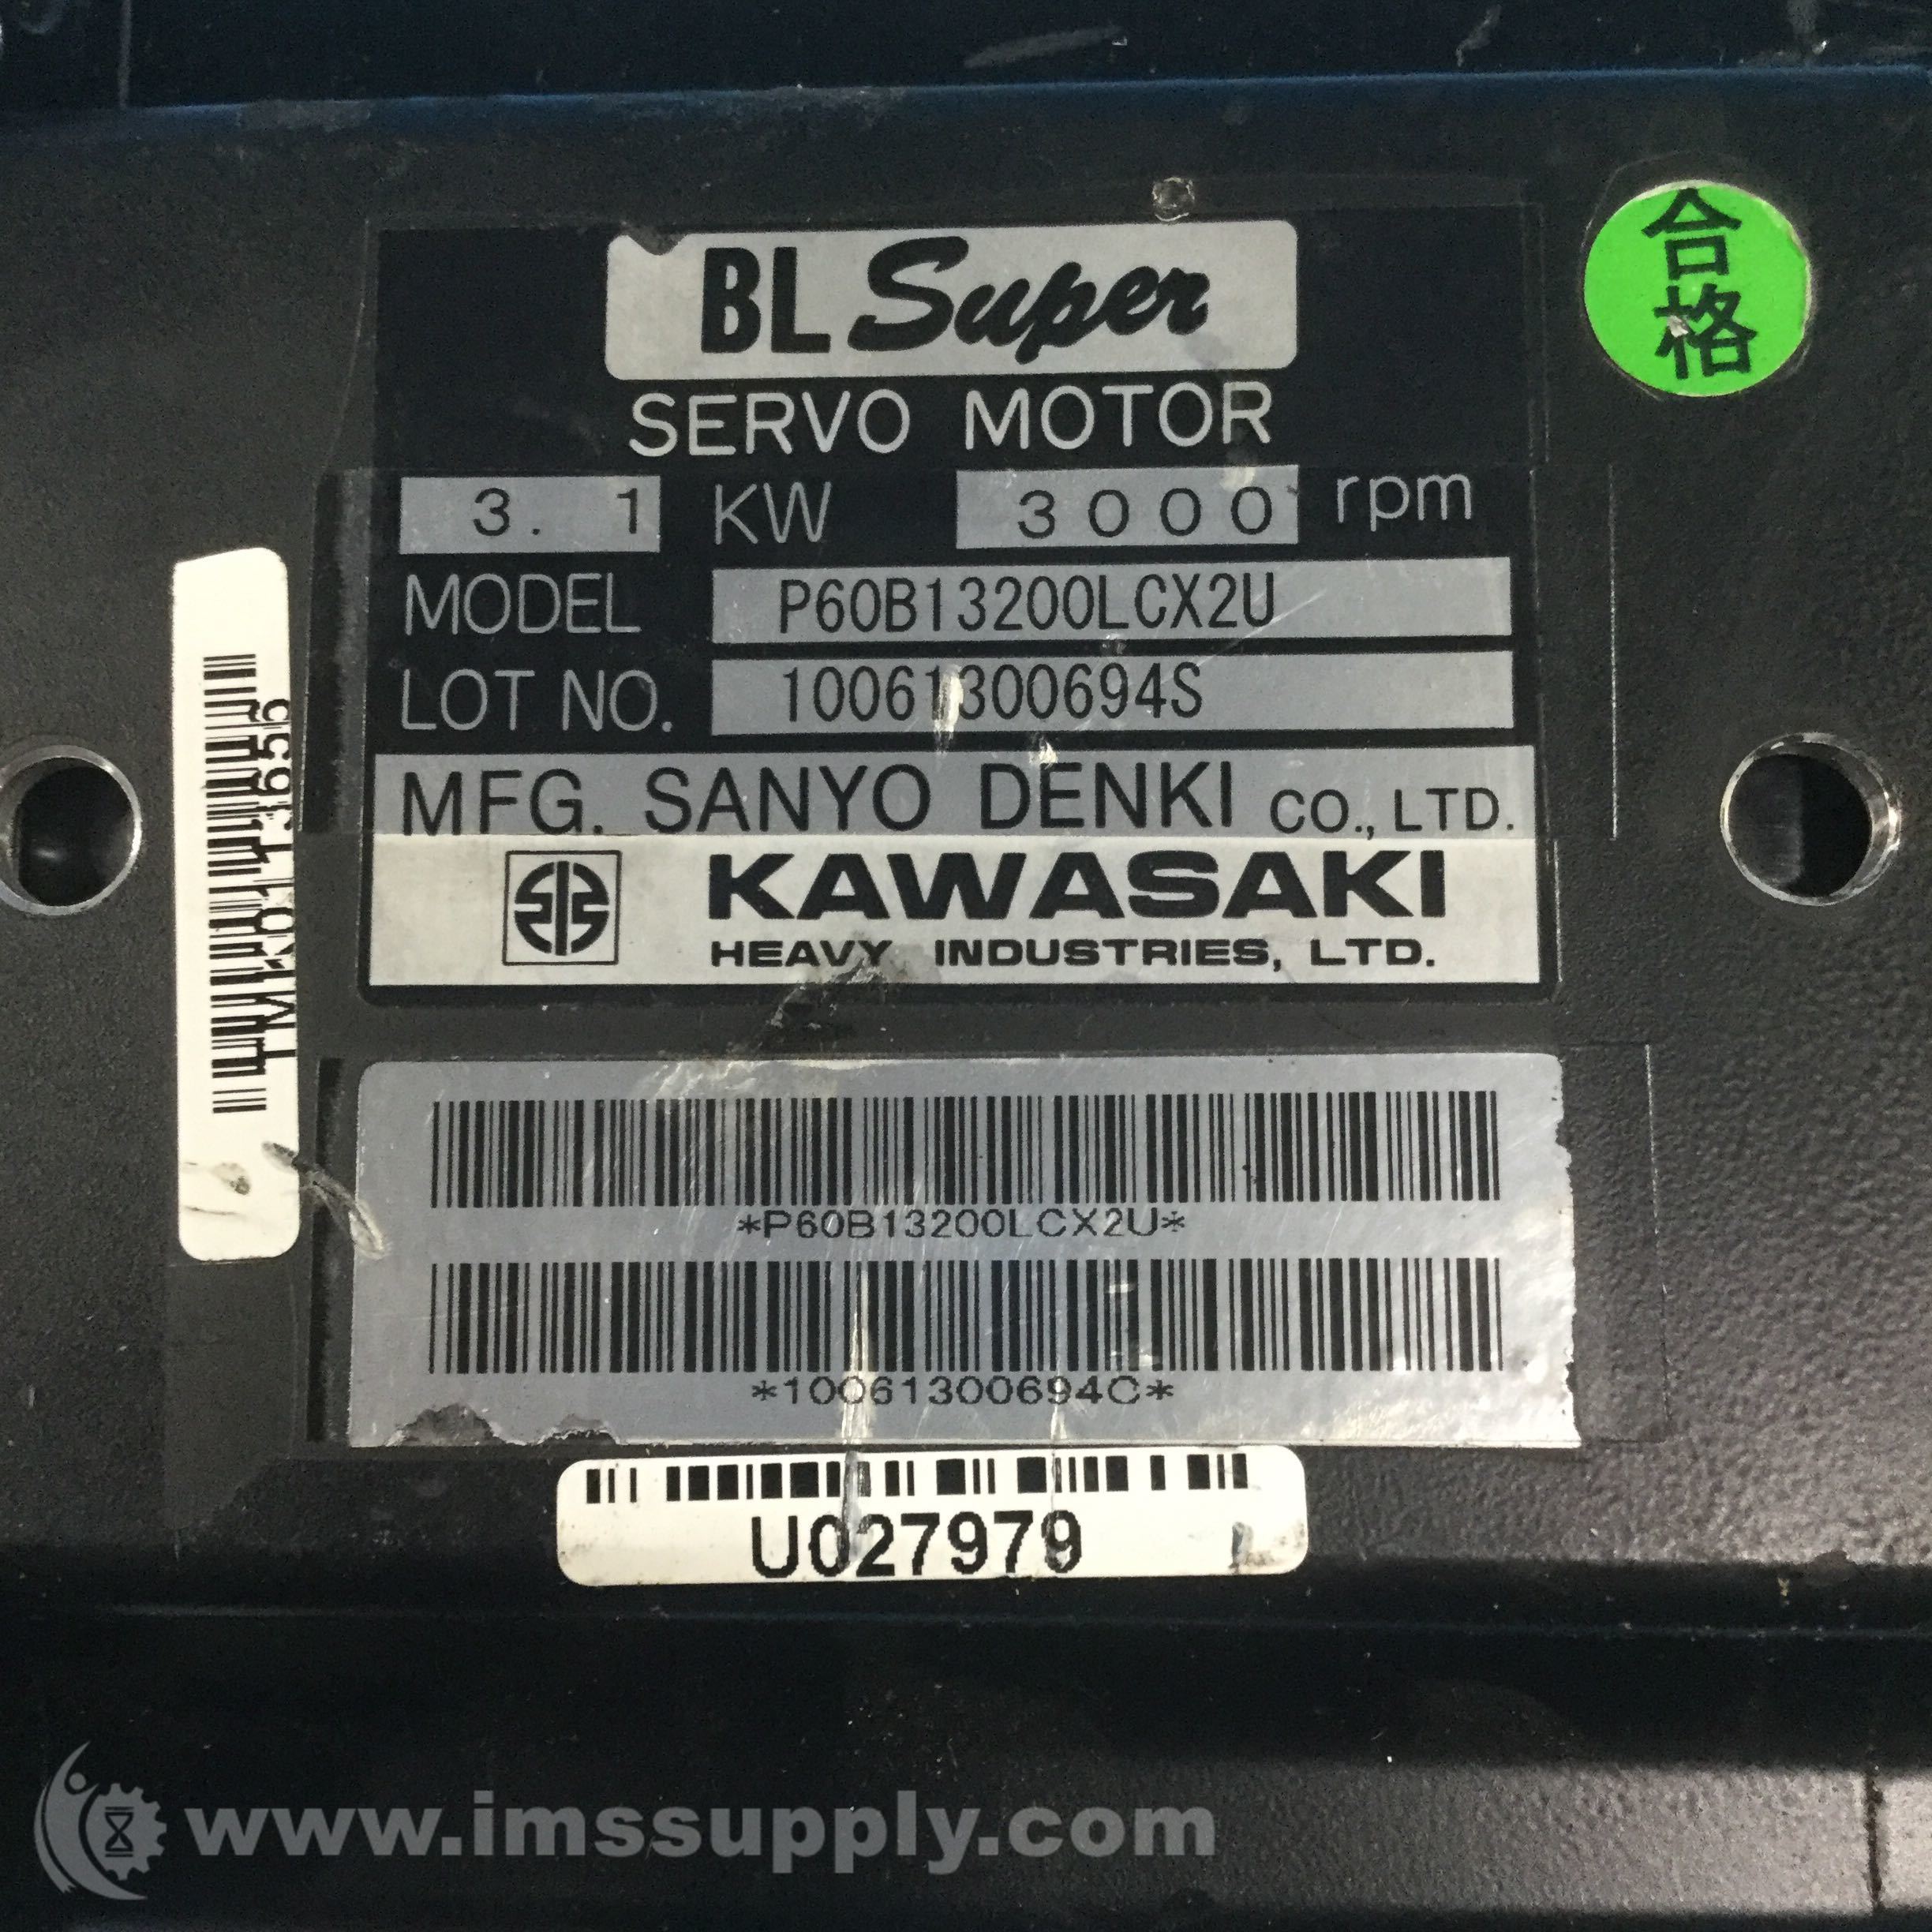 BL Super
合格
SERVO MOTOR
3.1 KW 3000 rpm
MODEL P60B13200LCX2U
LOT NO. 10061300694S
MFG. SANYO DENKI CO., LTD.
KAWASAKI
HEAVY INDUSTRIES, LTD.
*P60B13200LCX2U*
*10061300694C*
U027979
www.imssupply.com